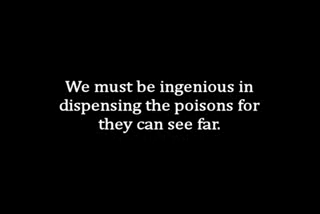 We must be ingenious in
dispensing the poisons for
they can see far.